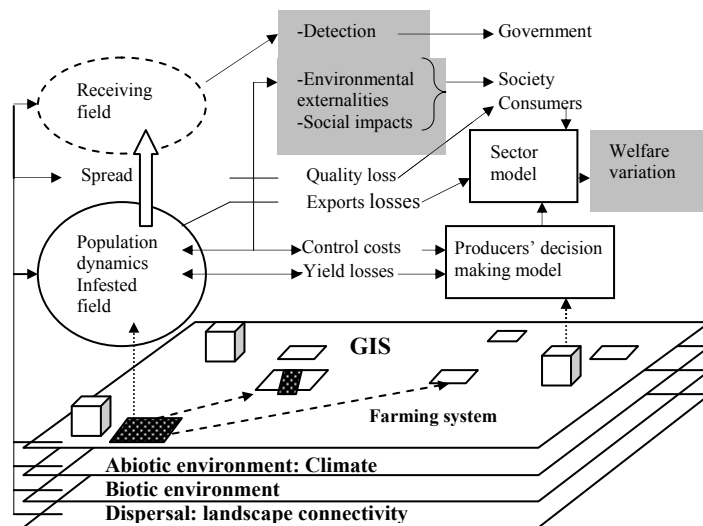 -Detection
Government
Receiving
field
-Environmental
externalities
-Social impacts
Society
Consumers
Sector
model
Welfare
variation
Spread
Quality loss
Exports losses
Population
dynamics
Infested
field
Control costs
Yield losses
Producers’ decision
making model
GIS
Farming system
Abiotic environment: Climate
Biotic environment
Dispersal: landscape connectivity